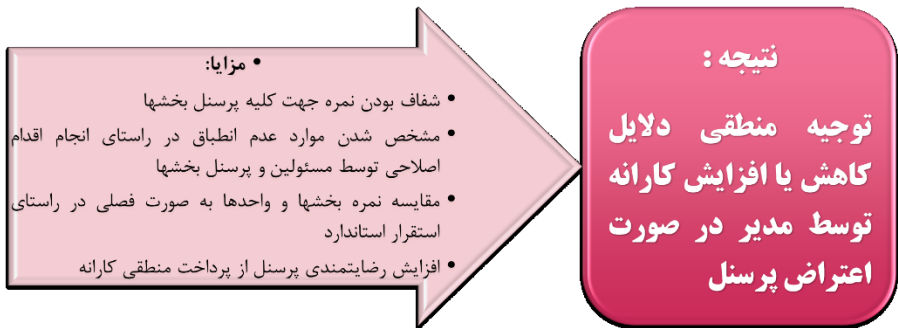 • مزایا:
• شفاف بودن نمره جهت کلیه پرسنل بخشها
• مشخص شدن موارد عدم انطباق در راستای انجام اقدام
اصلاحی توسط مسئولین و پرسنل بخشها
• مقایسه نمره بخشها و واحدها به صورت فصلی در راستای
استقرار استاندارد
• افزایش رضایتمندی پرسنل از پرداخت منطقی کارانه
نتیجه :
توجیه منطقی دلایل
کاهش یا افزایش کارانه
توسط مدیر در صورت
اعتراض پرسنل